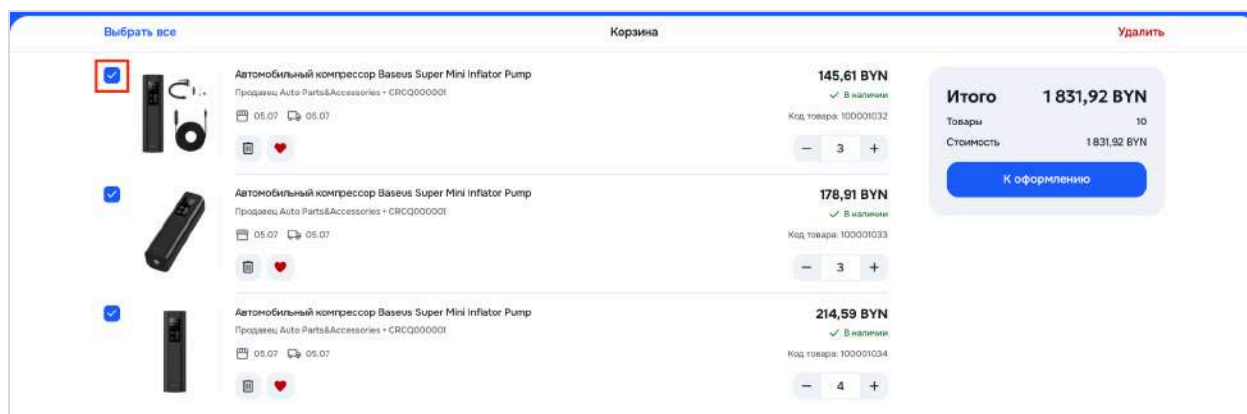 Выбрать все Корзина Удалить
Автомобильный компрессор Baseus Super Mini Inflator Pump 145,61 BYN
Продавец Auto Parts&Accessories • CRCQ000001 В наличии
05.07 05.07 Код товара: 100001032
3
Автомобильный компрессор Baseus Super Mini Inflator Pump 178,91 BYN
Продавец Auto Parts&Accessories • CRCQ000001 В наличии
05.07 05.07 Код товара: 100001033
3
Автомобильный компрессор Baseus Super Mini Inflator Pump 214,59 BYN
Продавец Auto Parts&Accessories • CRCQ000001 В наличии
05.07 05.07 Код товара: 100001034
4
Итого 1 831,92 BYN
Товары 10
Стоимость 1 831,92 BYN
К оформлению